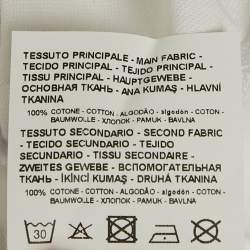 TESSUTO PRINCIPALE - MAIN FABRIC -
TECIDO PRINCIPAL - TEJIDO PRINCIPAL -
TISSU PRINCIPAL - HAUPTGEWEBE -
ОСНОВНАЯ ТКАНЬ - ANA KUMAŞ - HLAVNI
TKANINA
100% COTONE - COTTON - ALGODÃO - algodón - COTON -
BAUMWOLLE - ХЛОПОК - PAMUK - BAVLNA
TESSUTO SECONDARIO - SECOND FABRIC
- TECIDO SECUNDARIO - TEJIDO
SECUNDARIO - TISSU SECONDAIRE -
ZWEITES GEWEBE - ВСПОМОГАТЕЛЬНАЯ
ТКАНЬ - İKİNCİ KUMAŞ - DRUHÁ TKANINA
100% COTONE - COTTON - ALGODÃO - algodón - COTON -
BAUMWOLLE - ХЛОПОК - PAMUK - BAVLNA
30